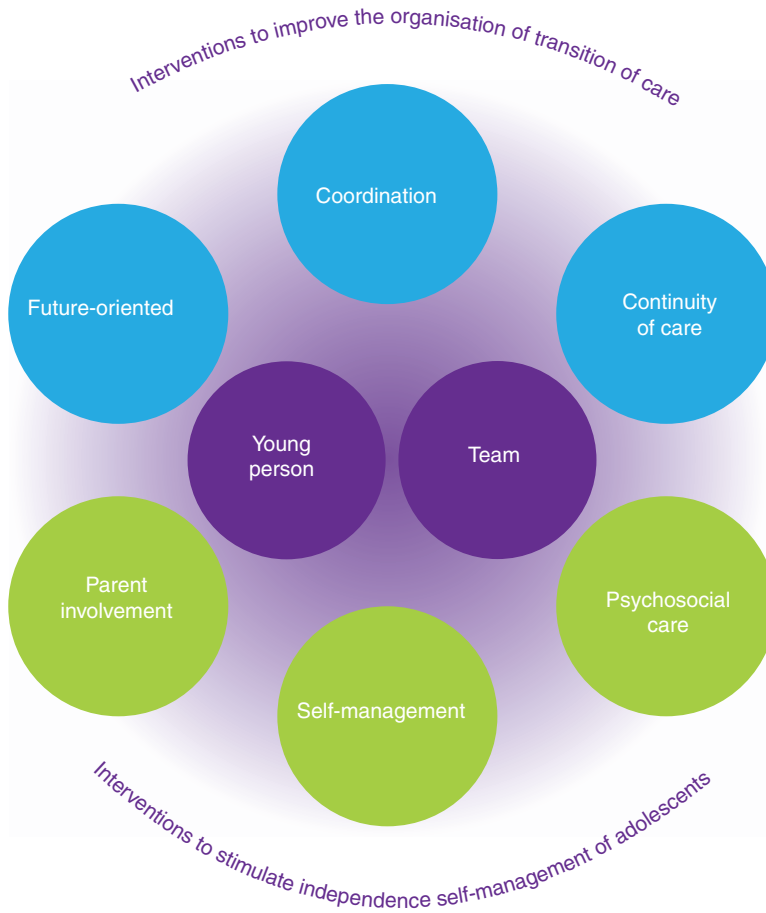 Interventions to improve the organisation of transition of care
Coordination
Future-oriented
Continuity
of care
Young
person
Team
Parent
involvement
Psychosocial
care
Self-management
Interventions to stimulate independence self-management of adolescents